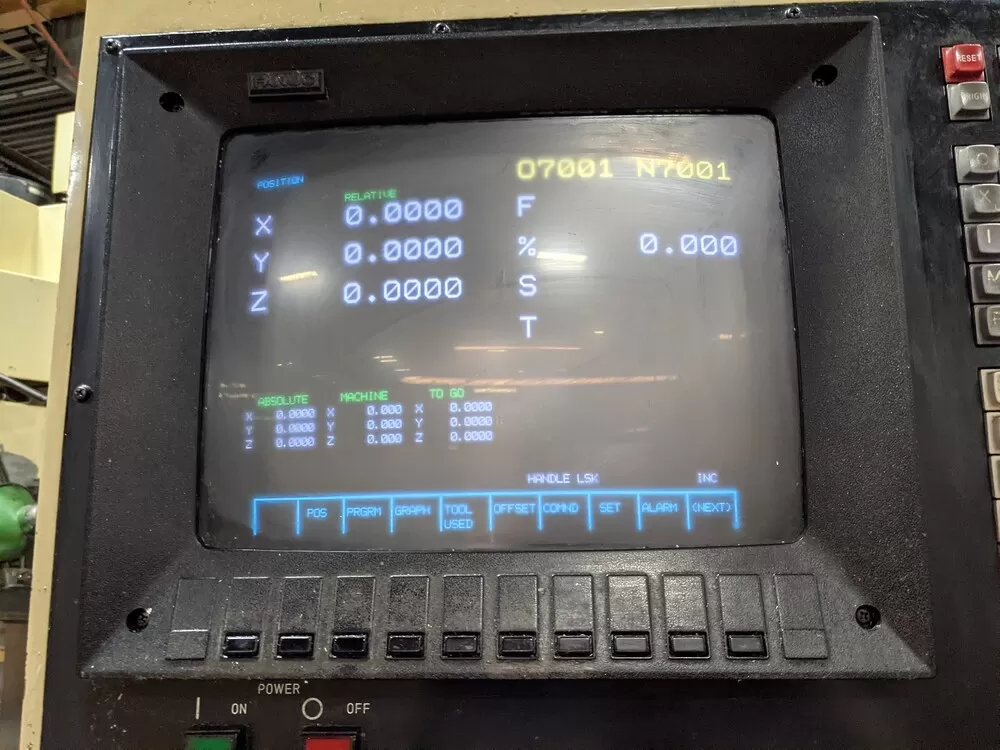 RESET
ORIGIN
POSITION
O7001 N7001
RELATIVE
X 0.0000 F
Y 0.0000 % 0.000
Z 0.0000 S
T
ABSOLUTE MACHINE TO GO
X 0.0000 X 0.000 X 0.0000
Y 0.0000 Y 0.000 Y 0.0000
Z 0.0000 Z 0.000 Z 0.0000
HANDLE LSK INC
POS PRGRM GRAPH TOOL USED OFFSET COMND SET ALARM (NEXT)
POWER
| ON O OFF